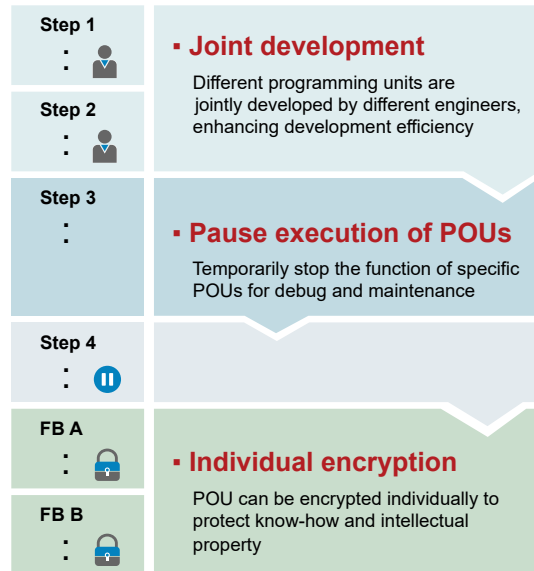 Step 1
:
▪ Joint development
Different programming units are
jointly developed by different engineers,
enhancing development efficiency
Step 2
:
Step 3
:
▪ Pause execution of POUs
Temporarily stop the function of specific
POUs for debug and maintenance
Step 4
:
FB A
:
▪ Individual encryption
POU can be encrypted individually to
protect know-how and intellectual
property
FB B
: